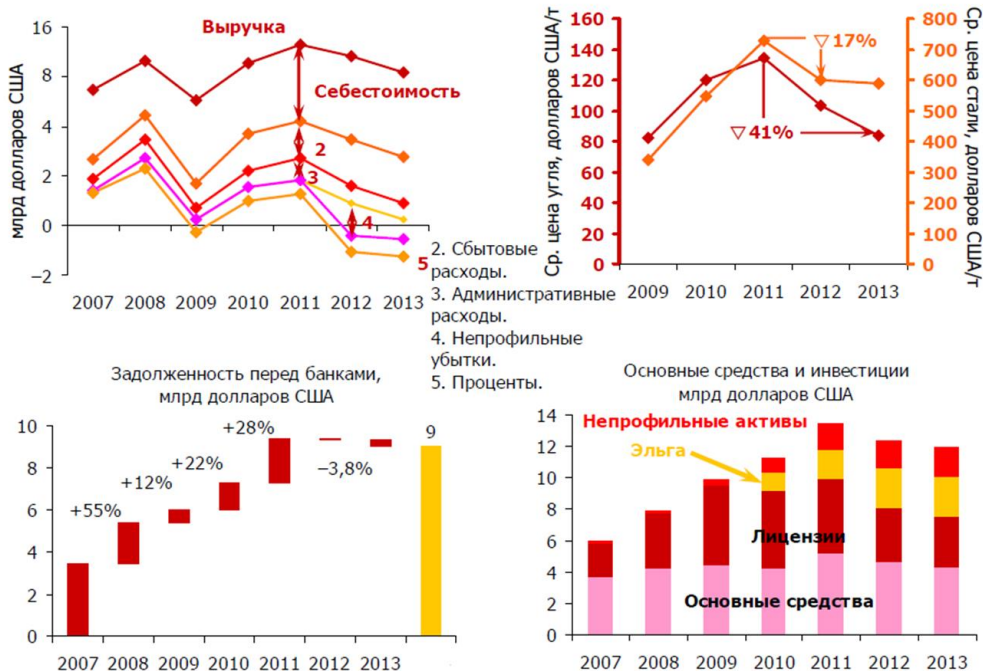 млрд долларов США
16
8
4
2
0
−2
Выручка
Себестоимость
2
3
4
5
2007 2008 2009 2010 2011 2012 2013
2. Сбытовые
расходы.
3. Административные
расходы.
4. Непрофильные
убытки.
5. Проценты.
Ср. цена угля, долларов США/т
160
140
120
100
80
60
40
20
0
▽ 17%
▽ 41%
800
700
600
500
400
300
200
100
0
Ср. цена стали, долларов США/т
2009 2010 2011 2012 2013
Задолженность перед банками,
млрд долларов США
10
8
6
4
2
0
+55%
+12%
+22%
+28%
−3,8%
9
2007 2008 2009 2010 2011 2012 2013
Основные средства и инвестиции
млрд долларов США
14
12
10
8
6
4
2
0
Непрофильные активы
Эльга
Лицензии
Основные средства
2007 2008 2009 2010 2011 2012 2013